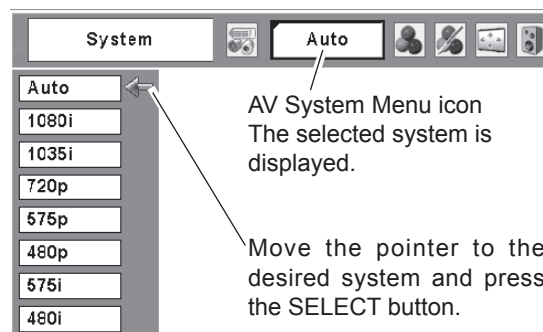 System
Auto
Auto
1080i
1035i
720p
575p
480p
575i
480i
AV System Menu icon
The selected system is
displayed.
Move the pointer to the
desired system and press
the SELECT button.